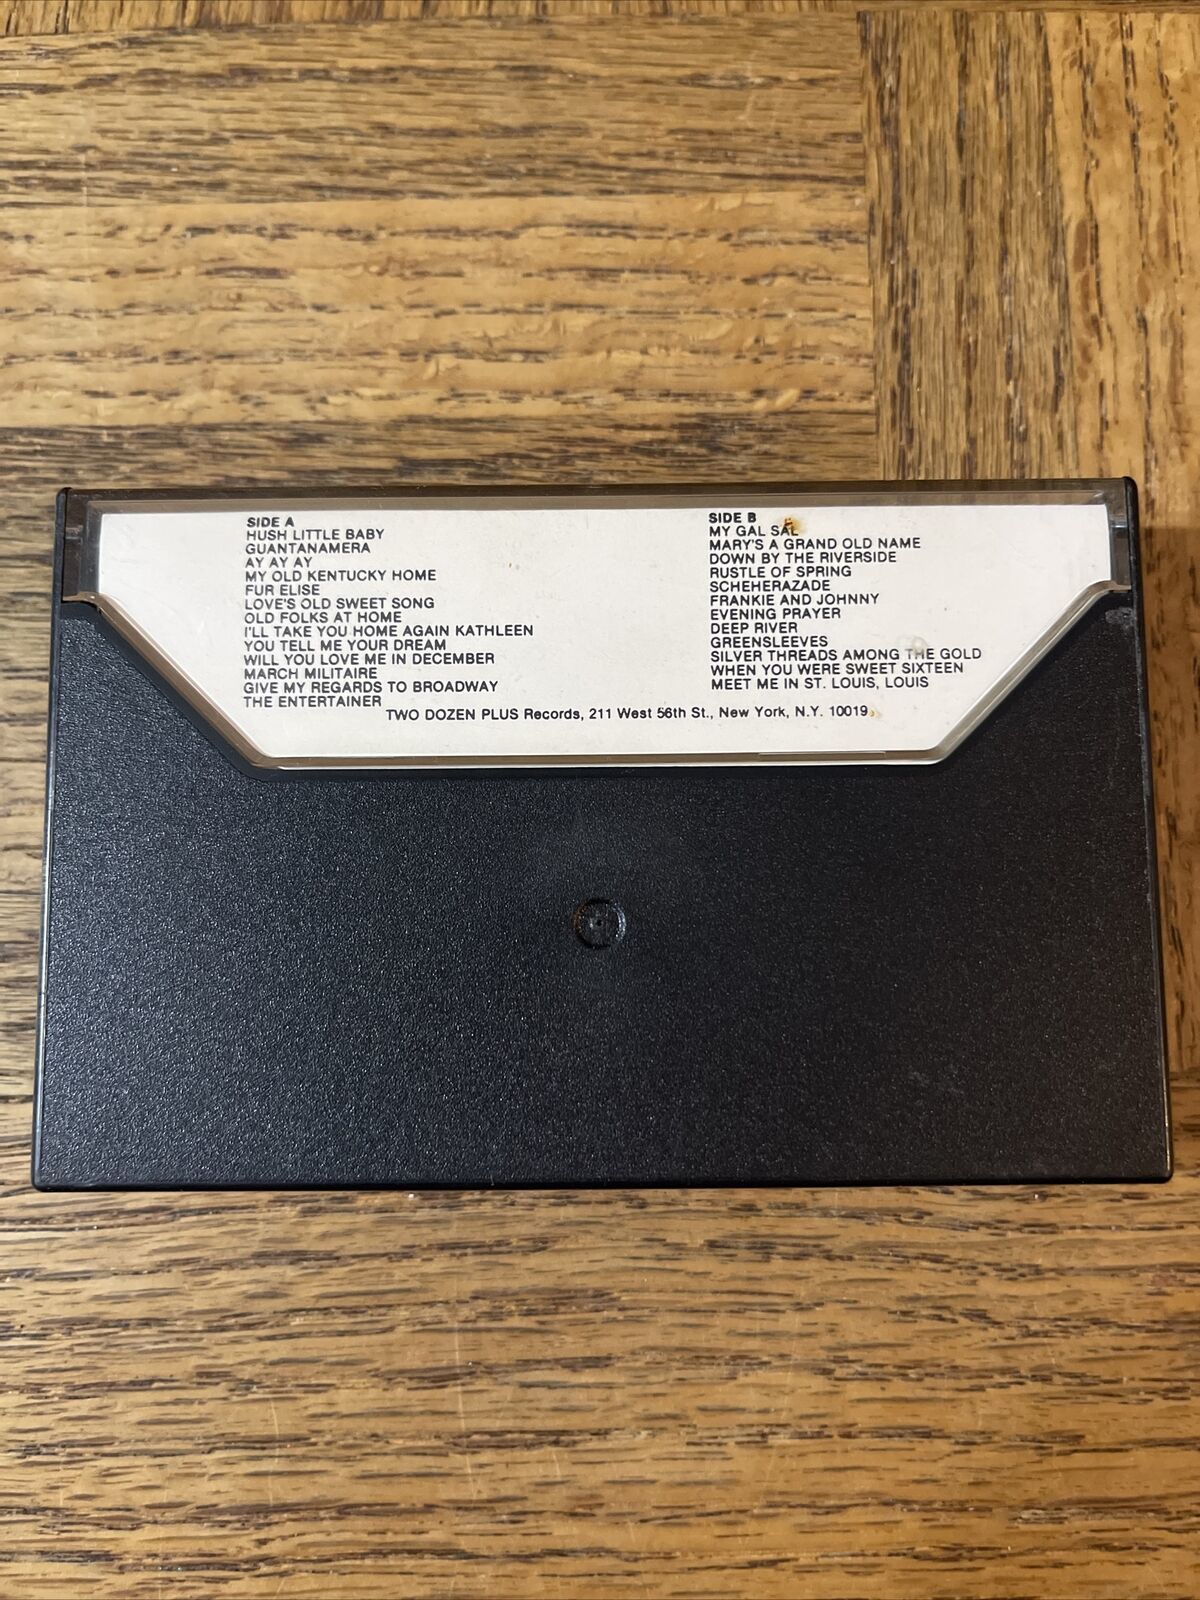 SIDE A
HUSH LITTLE BABY
GUANTANAMERA
AY AY AY
MY OLD KENTUCKY HOME
FUR ELISE
LOVE'S OLD SWEET SONG
OLD FOLKS AT HOME
I'LL TAKE YOU HOME AGAIN KATHLEEN
YOU TELL ME YOUR DREAM
WILL YOU LOVE ME IN DECEMBER
MARCH MILITAIRE
GIVE MY REGARDS TO BROADWAY
THE ENTERTAINER
SIDE B
MY GAL SAL
MARY'S A GRAND OLD NAME
DOWN BY THE RIVERSIDE
RUSTLE OF SPRING
SCHEHERAZADE
FRANKIE AND JOHNNY
EVENING PRAYER
DEEP RIVER
GREENSLEEVES
SILVER THREADS AMONG THE GOLD
WHEN YOU WERE SWEET SIXTEEN
MEET ME IN ST. LOUIS, LOUIS
TWO DOZEN PLUS Records, 211 West 56th St., New York, N.Y. 10019